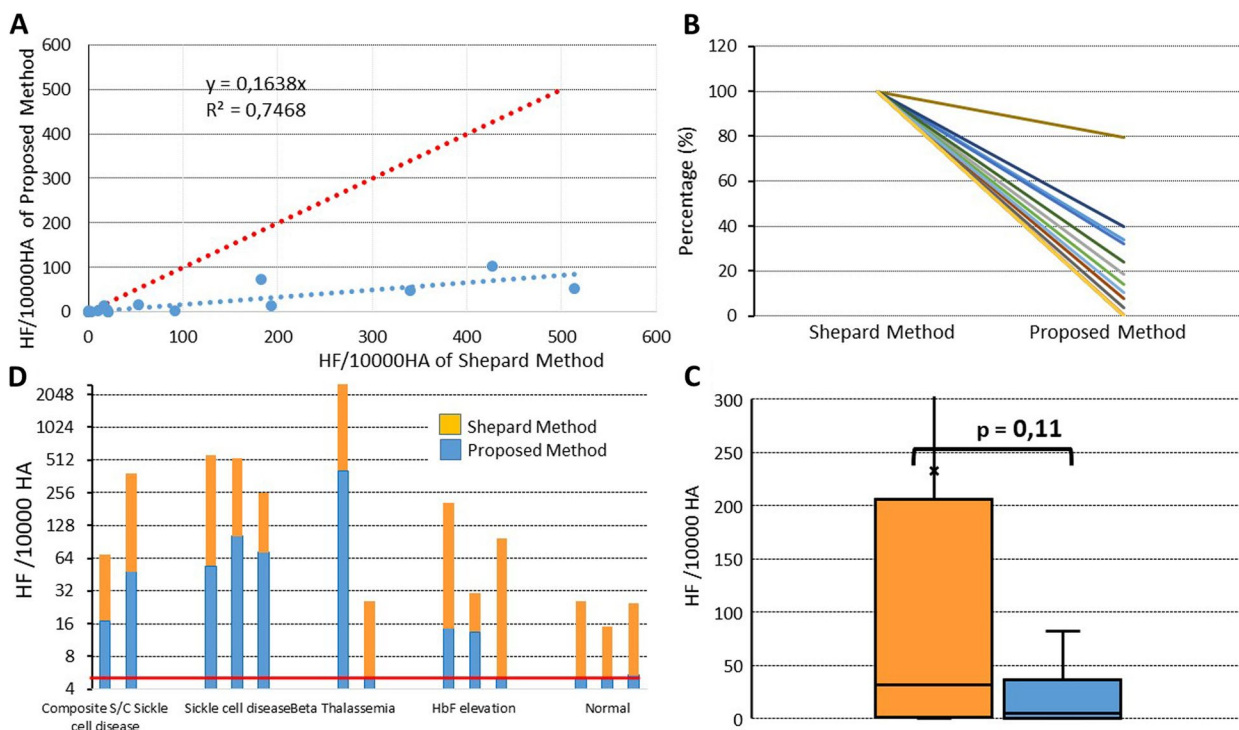 A
HF/10000HA of Proposed Method
600
500
400
300
200
100
0
y = 0,1638x
R² = 0,7468
0 100 200 300 400 500 600
HF/10000HA of Shepard Method
B
Percentage (%)
120
100
80
60
40
20
0
Shepard Method Proposed Method
D
HF /10000 HA
2048
1024
512
256
128
64
32
16
8
4
Shepard Method
Proposed Method
Composite S/C Sickle
cell disease
Sickle cell disease
Beta Thalassemia
HbF elevation
Normal
C
HF /10000 HA
300
250
200
150
100
50
0
p = 0,11